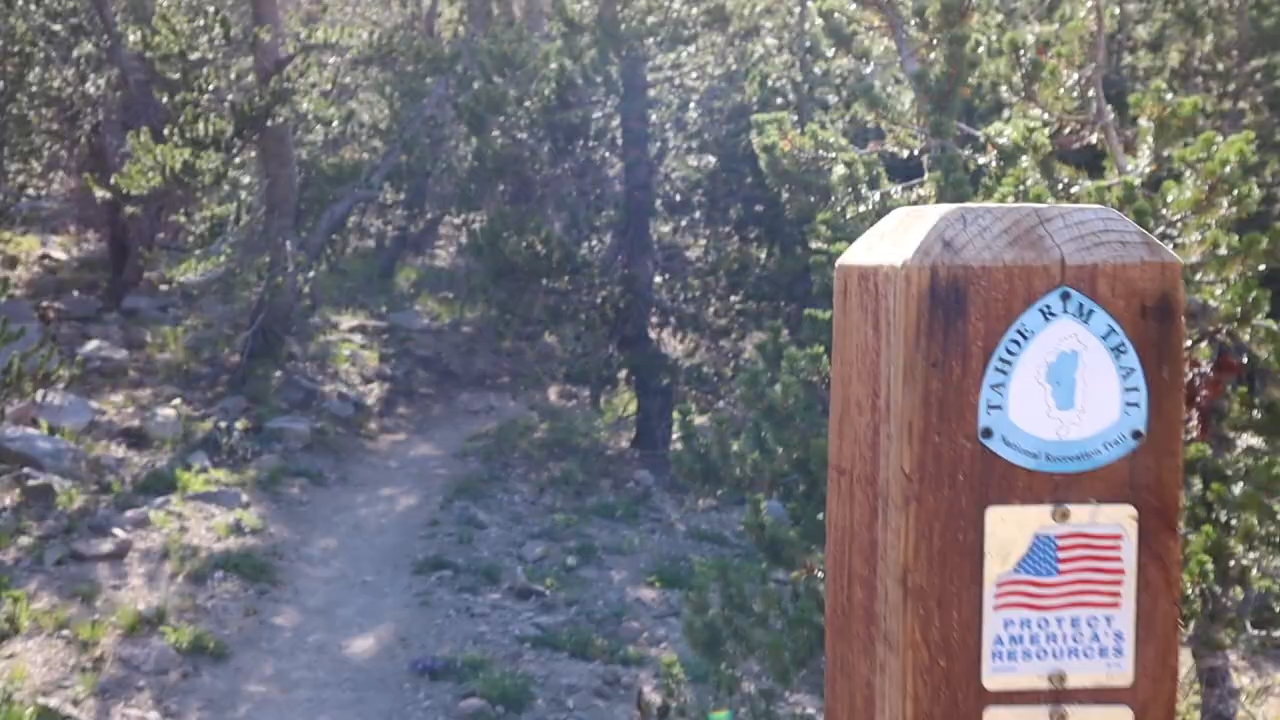 TAHOE RIM TRAIL
National Recreation Trail
PROTECT
AMERICA'S
RESOURCES